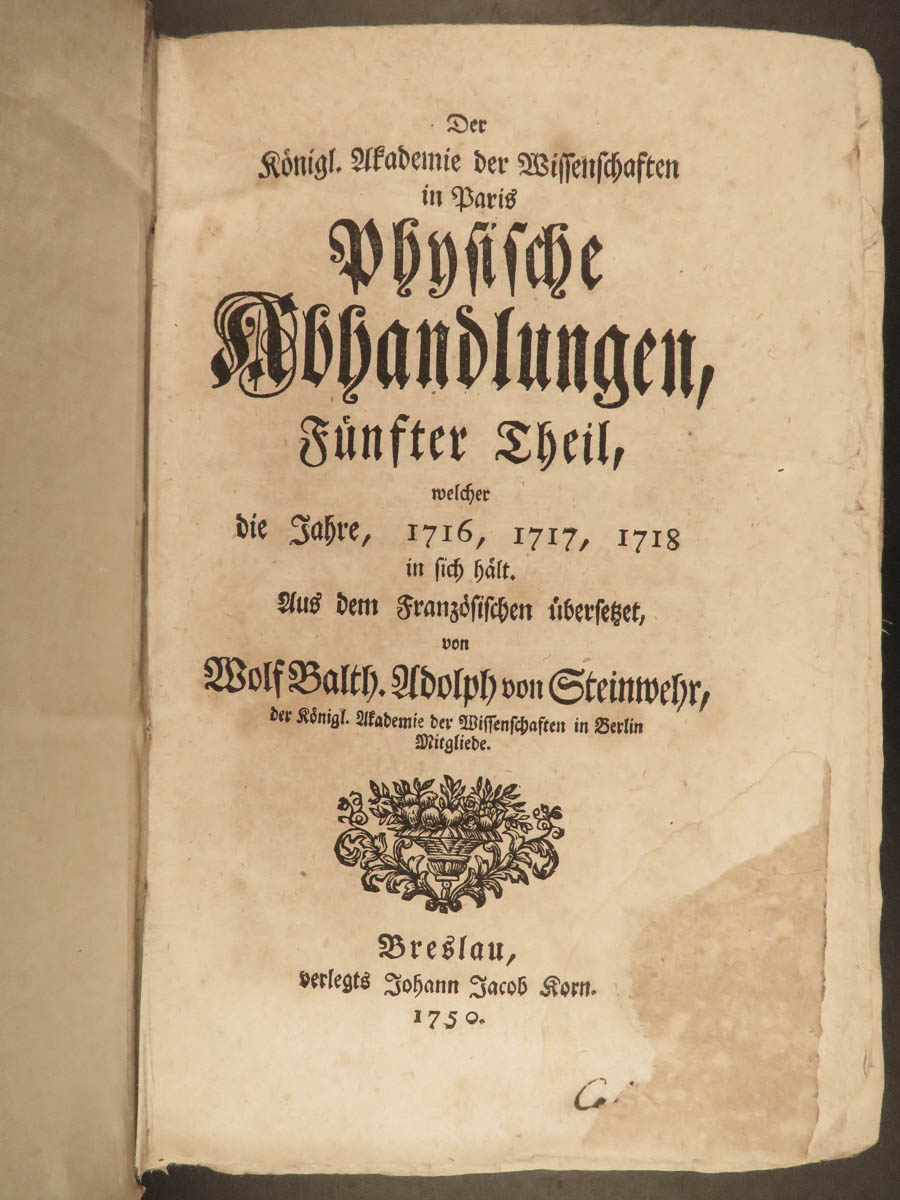 Der
Königl. Akademie der Wissenschaften
in Paris
Physische
Abhandlungen,
Fünfter Theil,
welcher
die Jahre, 1716, 1717, 1718
in sich hält.
Aus dem Französischen übersetzet,
von
Wolf Balth. Adolph von Steinwehr,
der Königl. Akademie der Wissenschaften in Berlin
Mitgliede.
Breslau,
verlegts Johann Jacob Korn.
1750.